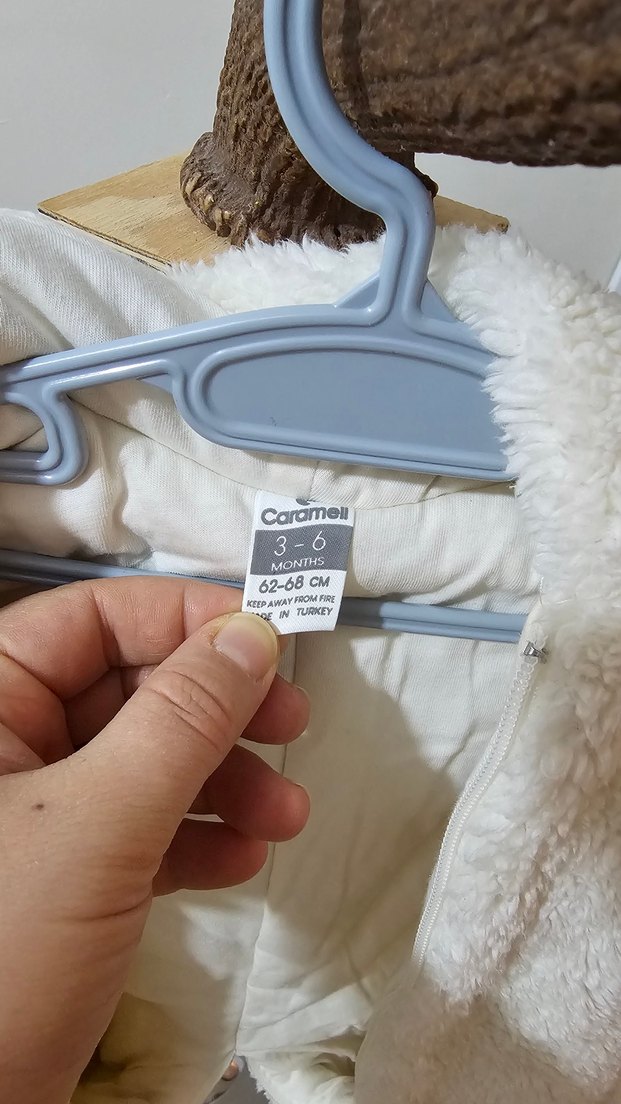 Caramell
3 - 6
MONTHS
62-68 CM
KEEP AWAY FROM FIRE
IN TURKEY